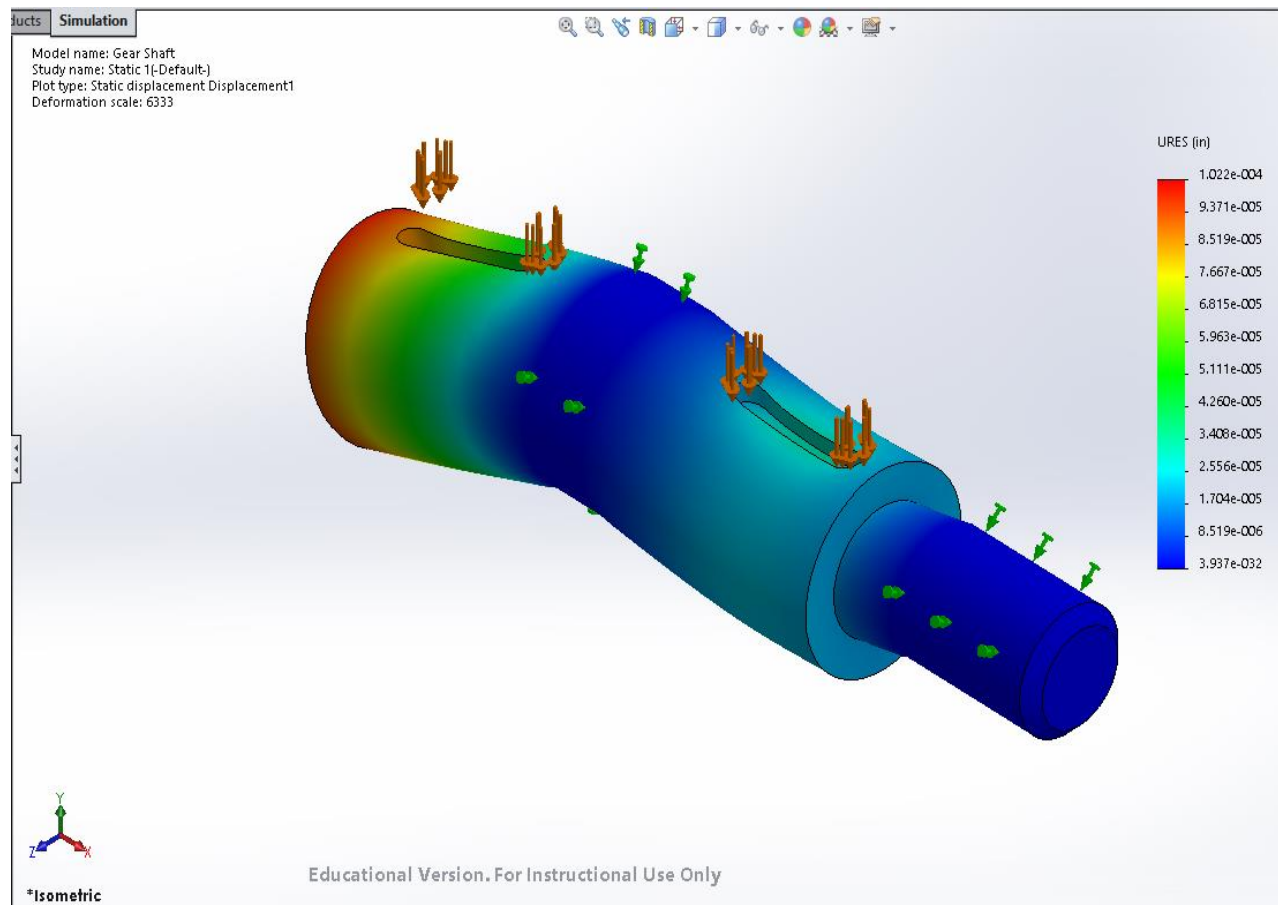 ducts Simulation
Model name: Gear Shaft
Study name: Static 1(-Default-)
Plot type: Static displacement Displacement1
Deformation scale: 6333
URES (in)
1.022e-004
9.371e-005
8.519e-005
7.667e-005
6.815e-005
5.963e-005
5.111e-005
4.260e-005
3.408e-005
2.556e-005
1.704e-005
8.519e-006
3.937e-032
Y
Z X
Educational Version. For Instructional Use Only
*Isometric